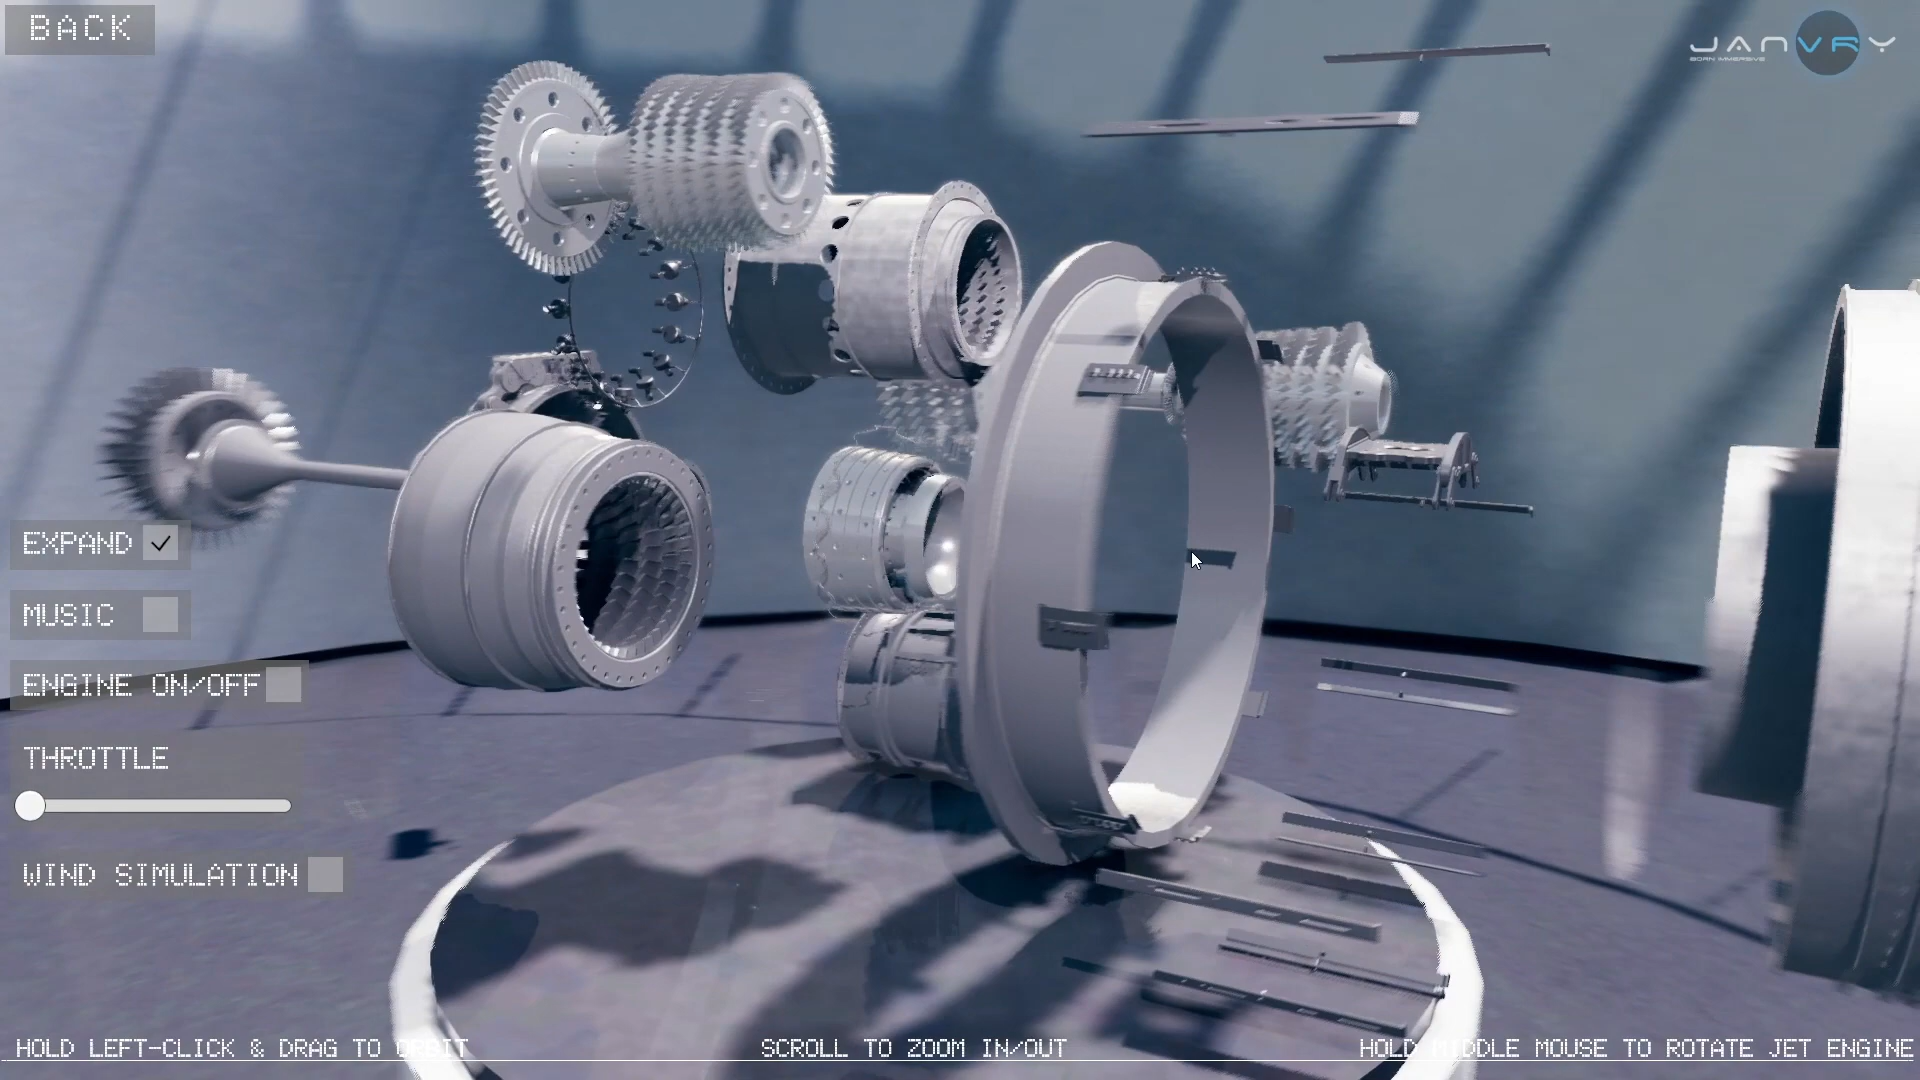 BACK
JANVRY
BORN IMMERSIVE
EXPAND
MUSIC
ENGINE ON/OFF
THROTTLE
WIND SIMULATION
HOLD LEFT-CLICK & DRAG TO ORBIT
SCROLL TO ZOOM IN/OUT
HOLD MIDDLE MOUSE TO ROTATE JET ENGINE